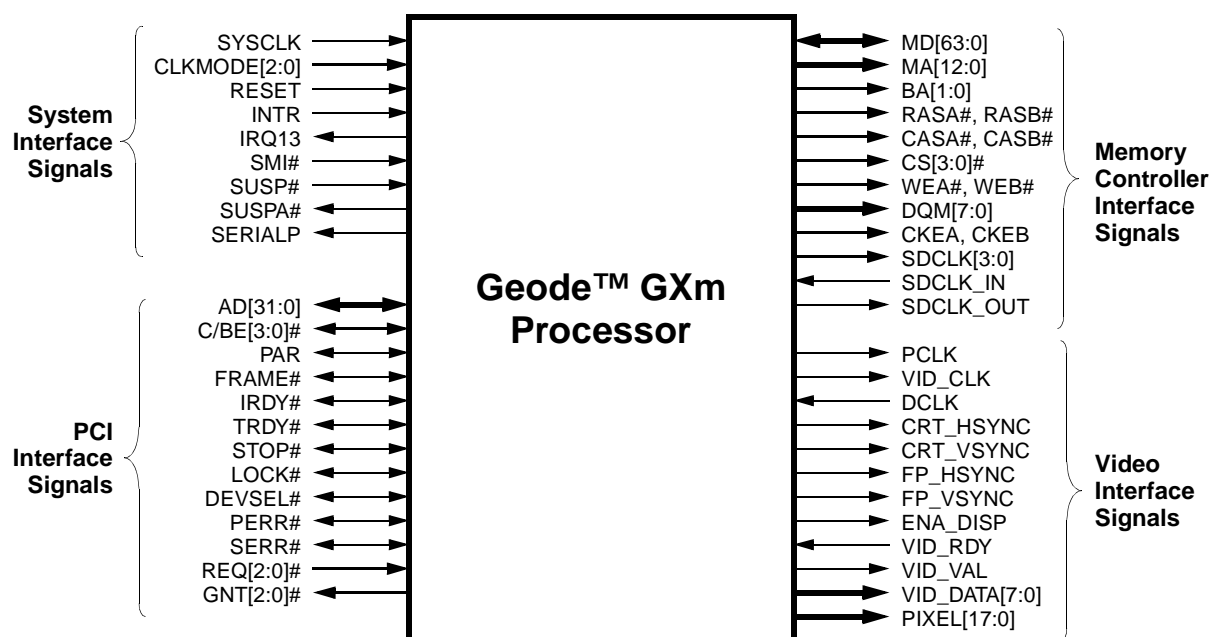 System
Interface
Signals
SYSCLK
CLKMODE[2:0]
RESET
INTR
IRQ13
SMI#
SUSP#
SUSPA#
SERIALP
PCI
Interface
Signals
AD[31:0]
C/BE[3:0]#
PAR
FRAME#
IRDY#
TRDY#
STOP#
LOCK#
DEVSEL#
PERR#
SERR#
REQ[2:0]#
GNT[2:0]#
Geode™ GXm
Processor
MD[63:0]
MA[12:0]
BA[1:0]
RASA#, RASB#
CASA#, CASB#
CS[3:0]#
WEA#, WEB#
DQM[7:0]
CKEA, CKEB
SDCLK[3:0]
SDCLK_IN
SDCLK_OUT
Memory
Controller
Interface
Signals
PCLK
VID_CLK
DCLK
CRT_HSYNC
CRT_VSYNC
FP_HSYNC
FP_VSYNC
ENA_DISP
VID_RDY
VID_VAL
VID_DATA[7:0]
PIXEL[17:0]
Video
Interface
Signals